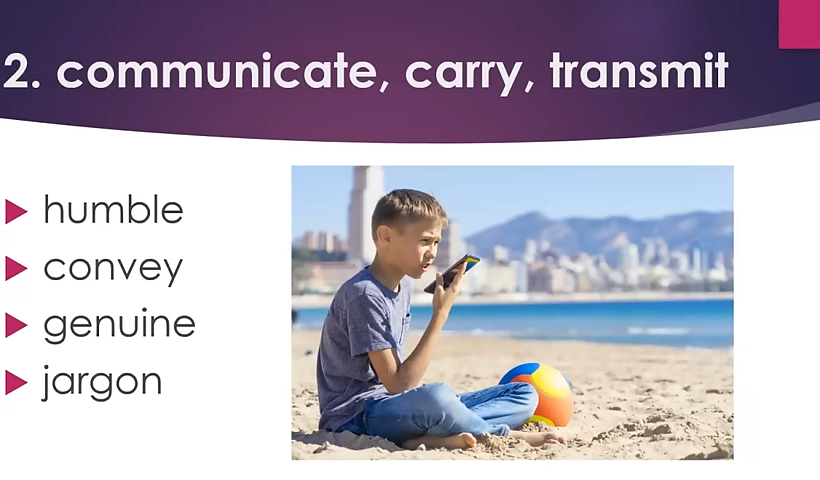 2. communicate, carry, transmit
humble
convey
genuine
jargon